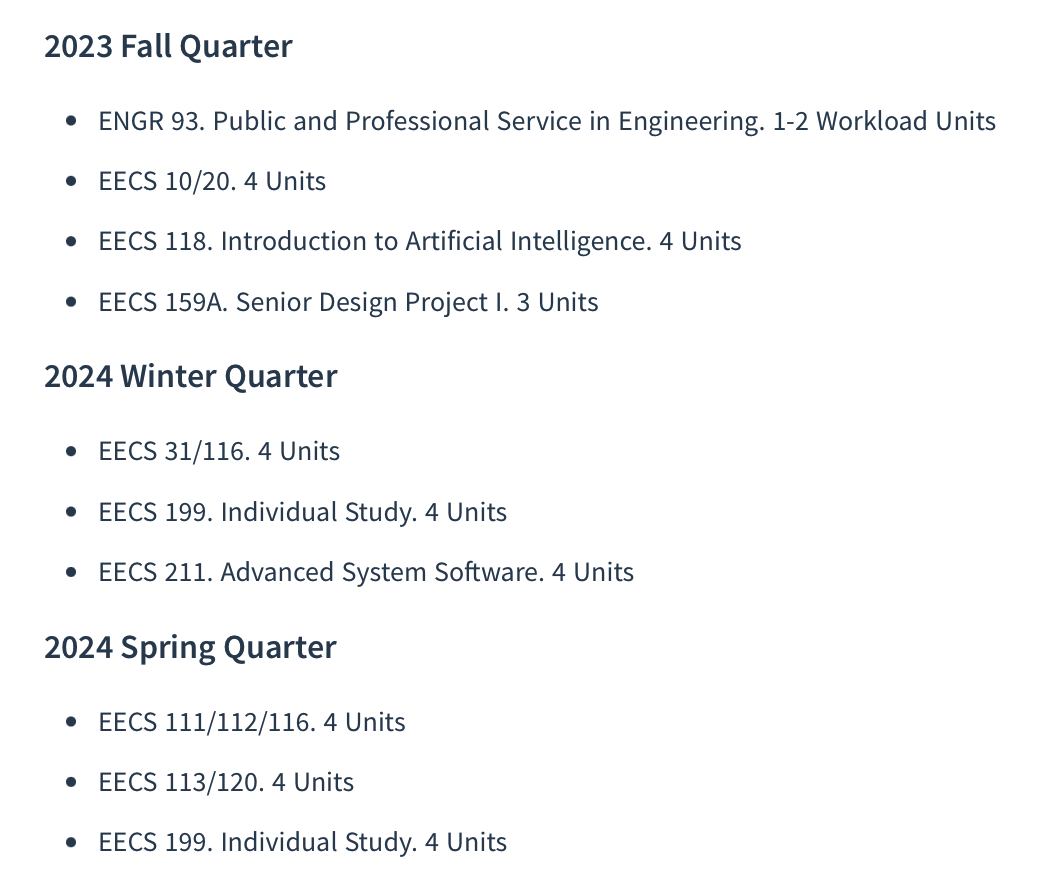 2023 Fall Quarter
• ENGR 93. Public and Professional Service in Engineering. 1-2 Workload Units
• EECS 10/20. 4 Units
• EECS 118. Introduction to Artificial Intelligence. 4 Units
• EECS 159A. Senior Design Project I. 3 Units
2024 Winter Quarter
• EECS 31/116. 4 Units
• EECS 199. Individual Study. 4 Units
• EECS 211. Advanced System Software. 4 Units
2024 Spring Quarter
• EECS 111/112/116. 4 Units
• EECS 113/120. 4 Units
• EECS 199. Individual Study. 4 Units